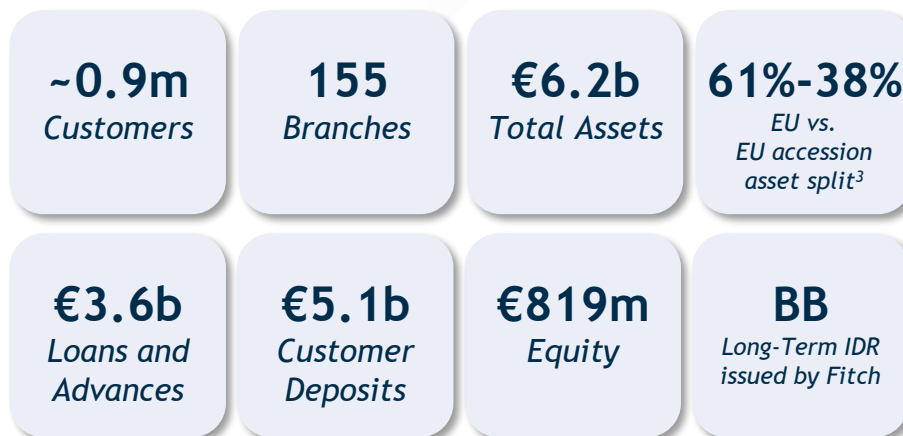 ~0.9m
Customers
155
Branches
€6.2b
Total Assets
61%-38%
EU vs.
EU accession
asset split³
€3.6b
Loans and
Advances
€5.1b
Customer
Deposits
€819m
Equity
BB
Long-Term IDR
issued by Fitch